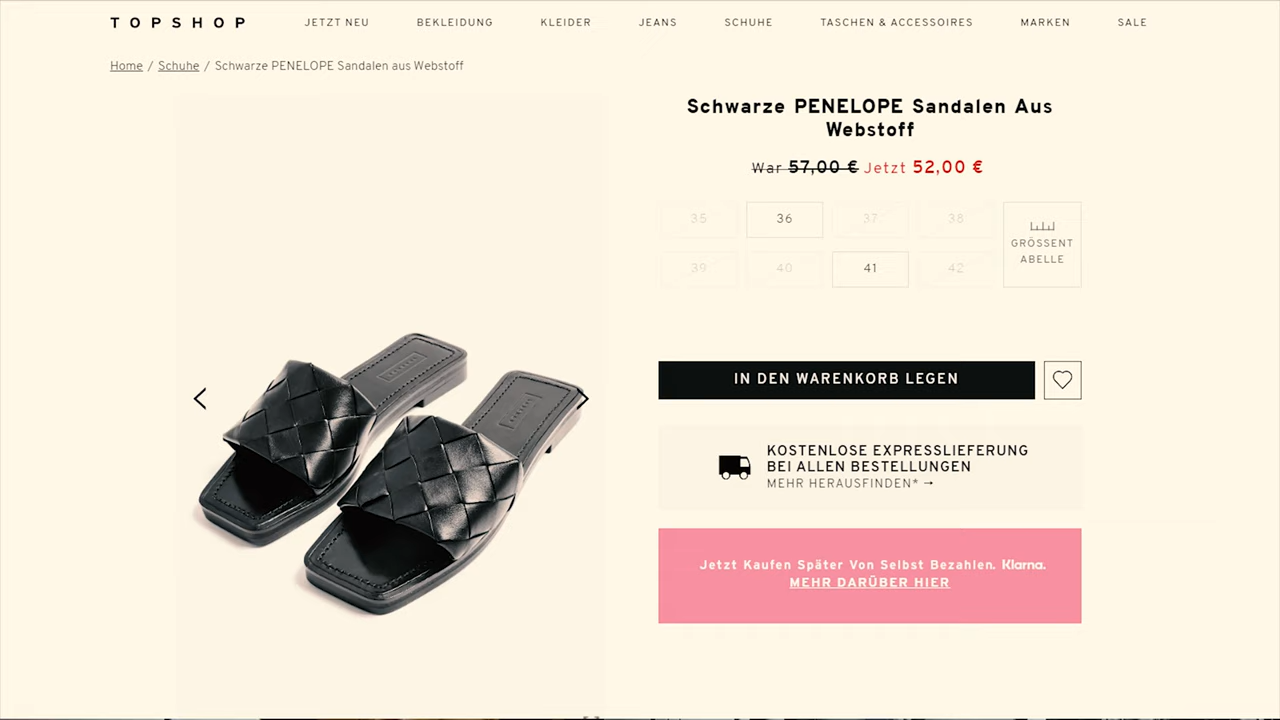 TOPSHOP
JETZT NEU
BEKLEIDUNG
KLEIDER
JEANS
SCHUHE
TASCHEN & ACCESSOIRES
MARKEN
SALE
Home / Schuhe / Schwarze PENELOPE Sandalen aus Webstoff
Schwarze PENELOPE Sandalen Aus
Webstoff
War 57,00 € Jetzt 52,00 €
35
36
37
38
39
40
41
42
GRÖSSENT
ABELLE
IN DEN WARENKORB LEGEN
KOSTENLOSE EXPRESSLIEFERUNG
BEI ALLEN BESTELLUNGEN
MEHR HERAUSFINDEN* →
Jetzt Kaufen Später Von Selbst Bezahlen. Klarna.
MEHR DARÜBER HIER